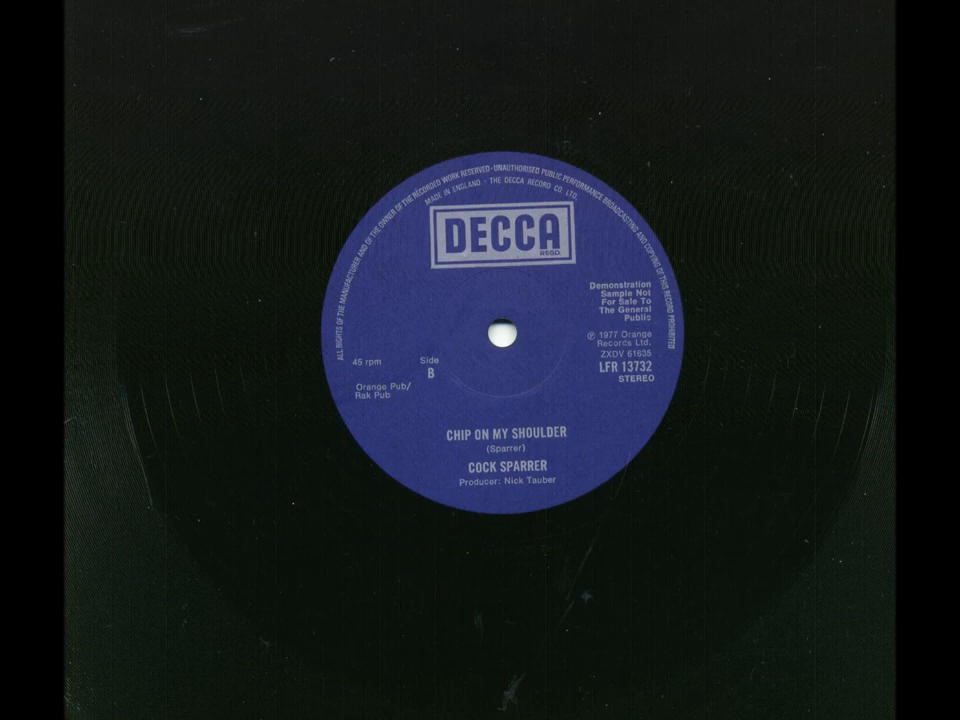 ALL RIGHTS OF THE MANUFACTURER AND OF THE OWNER OF THE RECORDED WORK RESERVED · UNAUTHORISED PUBLIC PERFORMANCE BROADCASTING AND COPYING OF THIS RECORD PROHIBITED
MADE IN ENGLAND · THE DECCA RECORD CO. LTD.
DECCA
REGD.
Demonstration
Sample Not
For Sale To
The General
Public
℗ 1977 Orange
Records Ltd.
ZXDV 61635
LFR 13732
STEREO
45 rpm
Side
B
Orange Pub/
Rak Pub
CHIP ON MY SHOULDER
(Sparrer)
COCK SPARRER
Producer: Nick Tauber